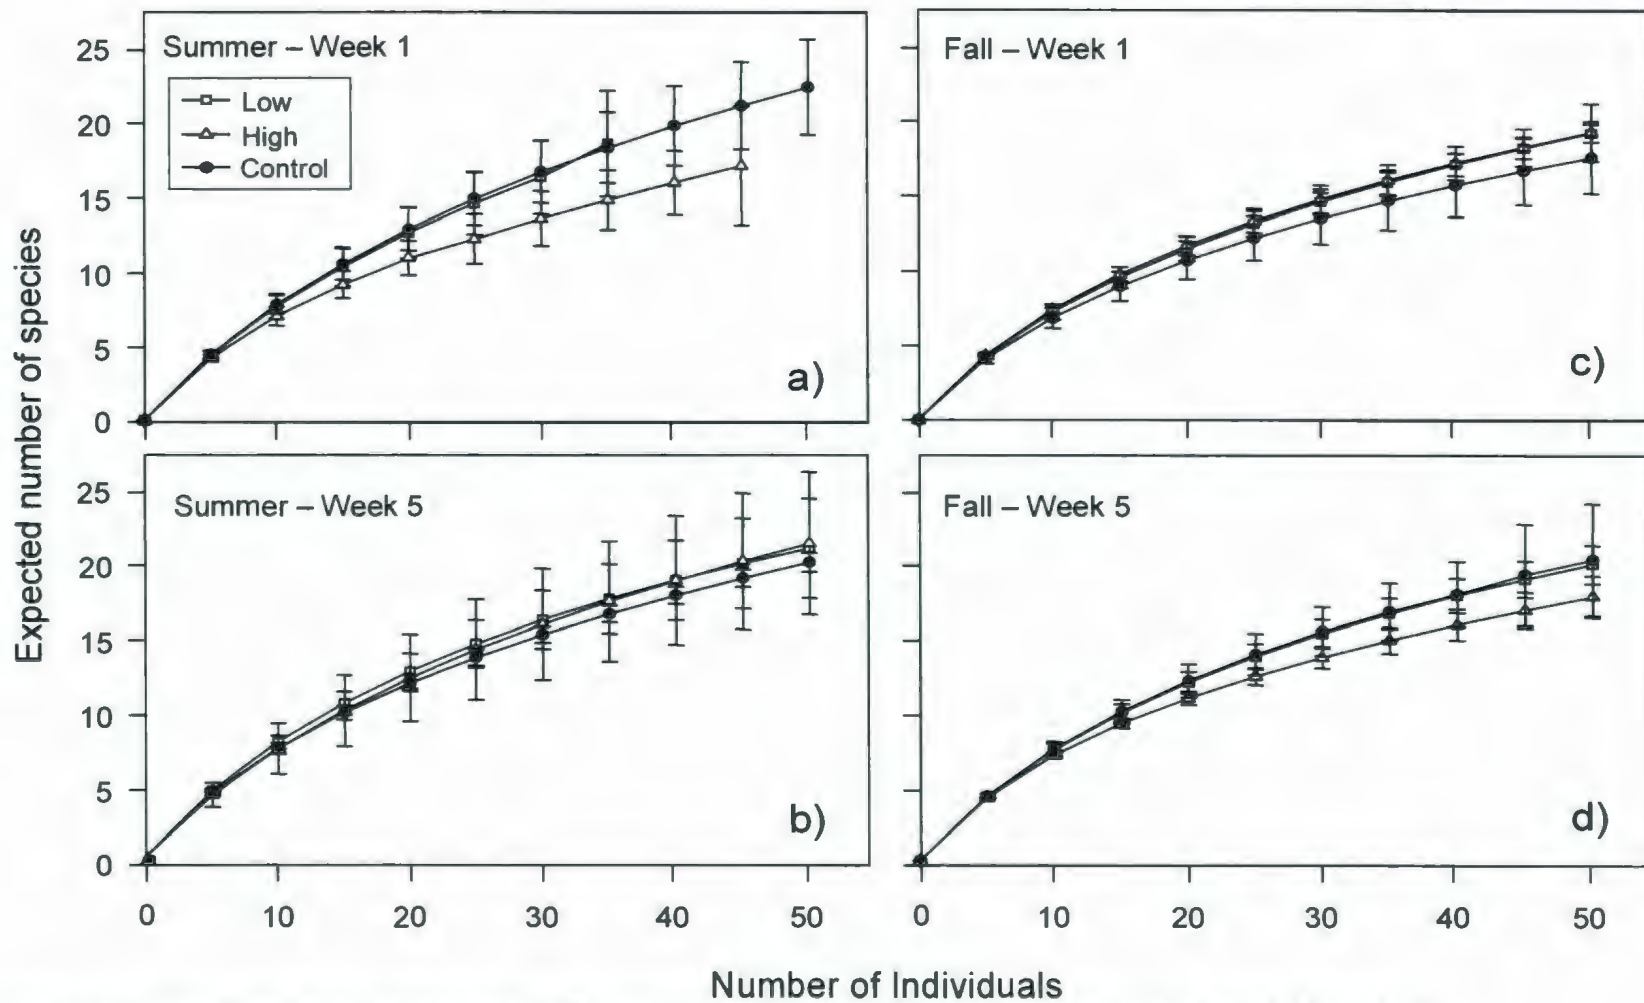 Expected number of species
Summer – Week 1
Low
High
Control
25
20
15
10
5
0
a)
Fall – Week 1
c)
Summer – Week 5
25
20
15
10
5
0
b)
0
10
20
30
40
50
Fall – Week 5
d)
0
10
20
30
40
50
Number of Individuals